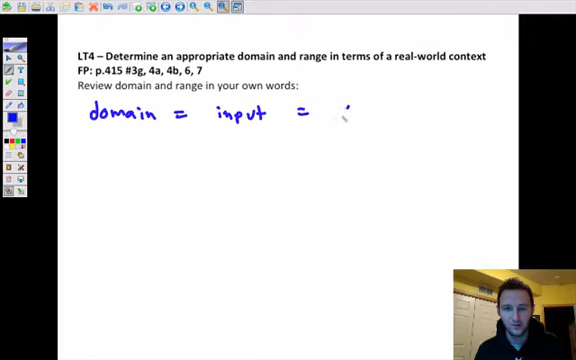 LT4 – Determine an appropriate domain and range in terms of a real-world context
FP: p.415 #3g, 4a, 4b, 6, 7
Review domain and range in your own words:
domain = input =